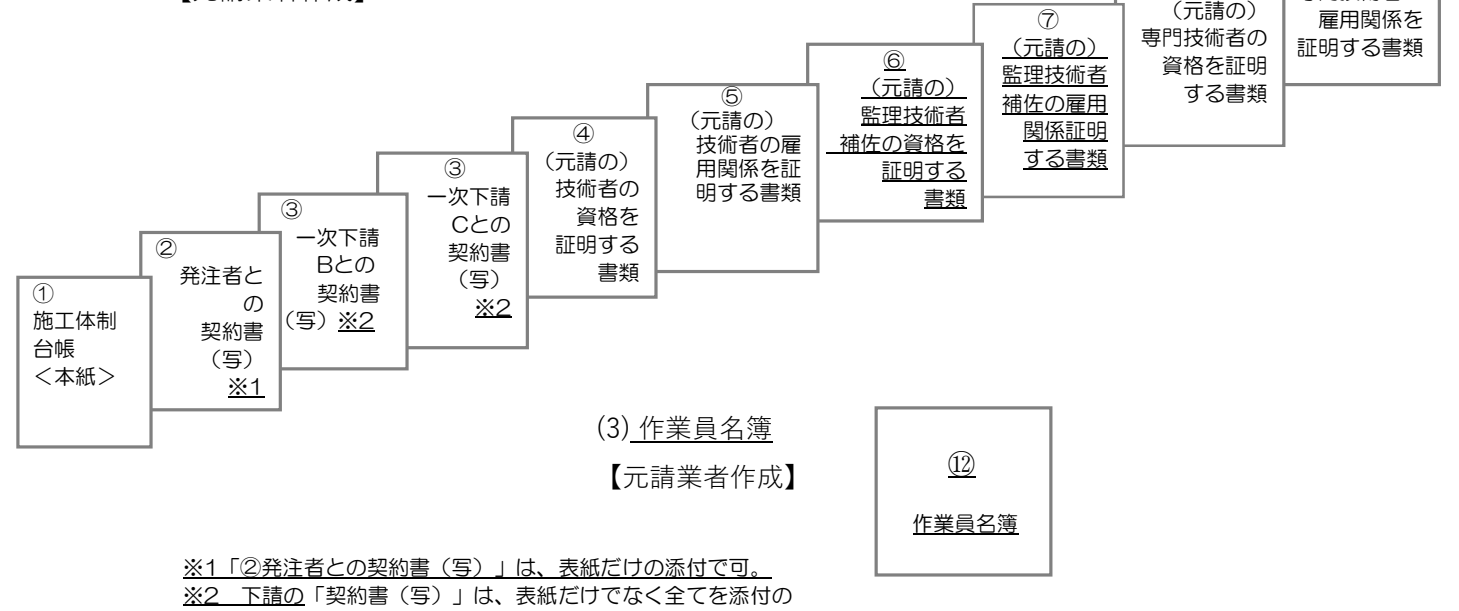 ①
施工体制
台帳
＜本紙＞
②
発注者と
の
契約書
（写）
※1
③
一次下請
Bとの
契約書
（写）※2
③
一次下請
Cとの
契約書
（写）
※2
④
（元請の）
技術者の
資格を
証明する
書類
⑤
（元請の）
技術者の雇
用関係を証
明する書類
⑥
（元請の）
監理技術者
補佐の資格を
証明する
書類
⑦
（元請の）
監理技術者
補佐の雇用
関係証明
する書類
（元請の）
専門技術者の
資格を証明
する書類
雇用関係を
証明する書類
(3) 作業員名簿
【元請業者作成】
⑫
作業員名簿
※1「②発注者との契約書（写）」は、表紙だけの添付で可。
※2　下請の「契約書（写）」は、表紙だけでなく全てを添付の